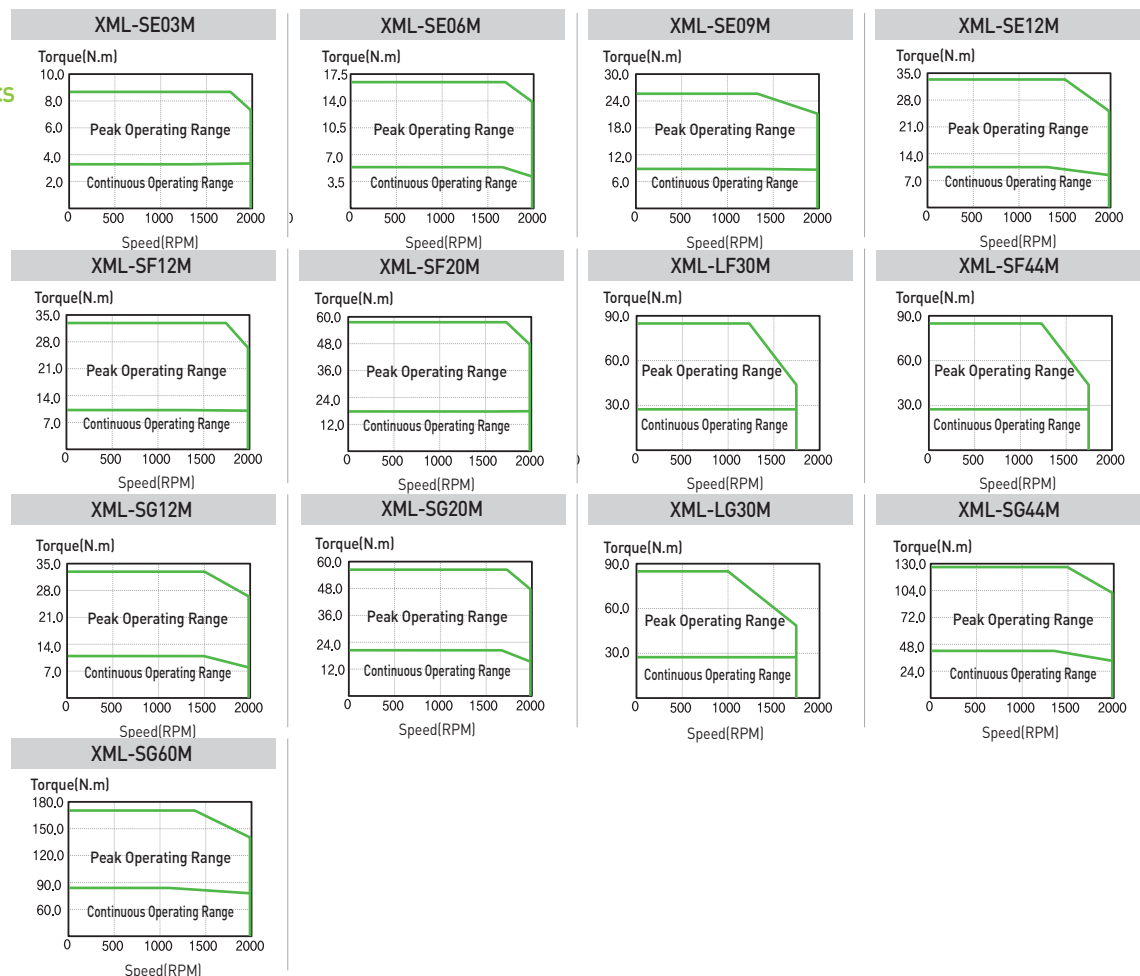 XML-SE03M
Torque(N.m)
10.0
8.0
6.0
4.0
2.0
Peak Operating Range
Continuous Operating Range
0 500 1000 1500 2000
Speed(RPM)
XML-SE06M
Torque(N.m)
17.5
14.0
10.5
7.0
3.5
Peak Operating Range
Continuous Operating Range
0 500 1000 1500 2000
Speed(RPM)
XML-SE09M
Torque(N.m)
30.0
24.0
18.0
12.0
6.0
Peak Operating Range
Continuous Operating Range
0 500 1000 1500 2000
Speed(RPM)
XML-SE12M
Torque(N.m)
35.0
28.0
21.0
14.0
7.0
Peak Operating Range
Continuous Operating Range
0 500 1000 1500 2000
Speed(RPM)
XML-SF12M
Torque(N.m)
35.0
28.0
21.0
14.0
7.0
Peak Operating Range
Continuous Operating Range
0 500 1000 1500 2000
Speed(RPM)
XML-SF20M
Torque(N.m)
60.0
48.0
36.0
24.0
12.0
Peak Operating Range
Continuous Operating Range
0 500 1000 1500 2000
Speed(RPM)
XML-LF30M
Torque(N.m)
90.0
60.0
30.0
Peak Operating Range
Continuous Operating Range
0 500 1000 1500 2000
Speed(RPM)
XML-SF44M
Torque(N.m)
90.0
60.0
30.0
Peak Operating Range
Continuous Operating Range
0 500 1000 1500 2000
Speed(RPM)
XML-SG12M
Torque(N.m)
35.0
28.0
21.0
14.0
7.0
Peak Operating Range
Continuous Operating Range
0 500 1000 1500 2000
Speed(RPM)
XML-SG20M
Torque(N.m)
60.0
48.0
36.0
24.0
12.0
Peak Operating Range
Continuous Operating Range
0 500 1000 1500 2000
Speed(RPM)
XML-LG30M
Torque(N.m)
90.0
60.0
30.0
Peak Operating Range
Continuous Operating Range
0 500 1000 1500 2000
Speed(RPM)
XML-SG44M
Torque(N.m)
130.0
104.0
72.0
48.0
24.0
Peak Operating Range
Continuous Operating Range
0 500 1000 1500 2000
Speed(RPM)
XML-SG60M
Torque(N.m)
180.0
150.0
120.0
90.0
60.0
Peak Operating Range
Continuous Operating Range
0 500 1000 1500 2000
Speed(RPM)